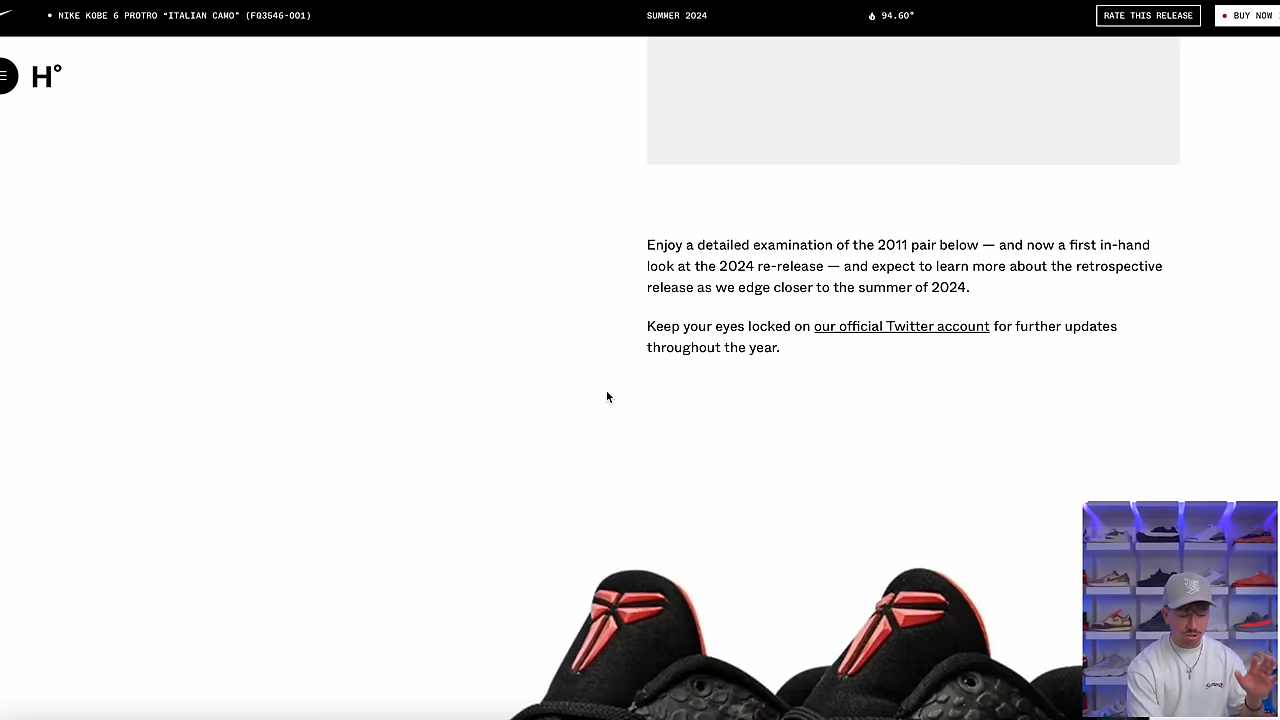 NIKE KOBE 6 PROTRO “ITALIAN CAMO” (FQ3546-001)
SUMMER 2024
94.60°
RATE THIS RELEASE
BUY NOW
H°
Enjoy a detailed examination of the 2011 pair below — and now a first in-hand
look at the 2024 re-release — and expect to learn more about the retrospective
release as we edge closer to the summer of 2024.
Keep your eyes locked on our official Twitter account for further updates
throughout the year.